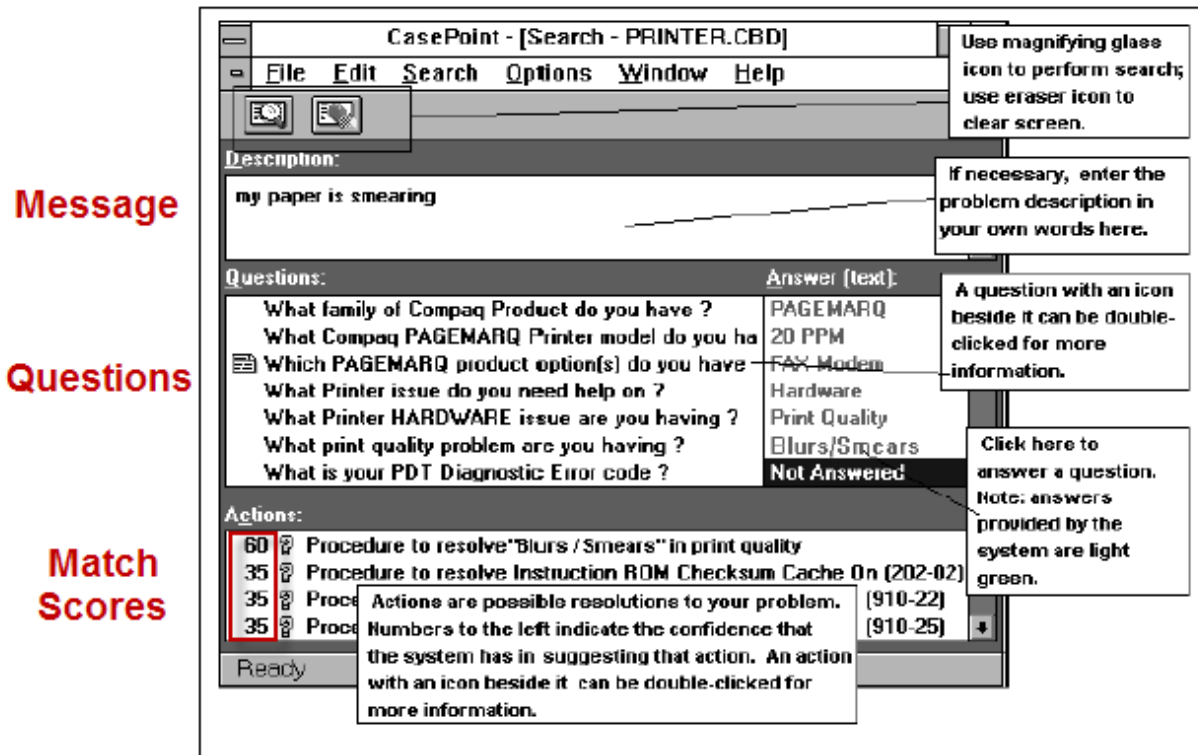 CasePoint - [Search - PRINTER.CBD]
File Edit Search Options Window Help
Use magnifying glass
icon to perform search;
use eraser icon to
clear screen.
Description:
Message
my paper is smearing
If necessary, enter the
problem description in
your own words here.
Questions: Answer (text):
What family of Compaq Product do you have ? PAGEMARQ
What Compaq PAGEMARQ Printer model do you ha 20 PPM
Which PAGEMARQ product option(s) do you have FAX Modem
What Printer issue do you need help on ? Hardware
What Printer HARDWARE issue are you having ? Print Quality
What print quality problem are you having ? Blurs/Smears
What is your PDT Diagnostic Error code ? Not Answered
Questions
A question with an icon
beside it can be double-
clicked for more
information.
Click here to
answer a question.
Note: answers
provided by the
system are light
green.
Actions:
Match
Scores
60 Procedure to resolve"Blurs / Smears" in print quality
35 Procedure to resolve Instruction ROM Checksum Cache On (202-02)
35 Proce (910-22)
35 Proce (910-25)
Actions are possible resolutions to your problem.
Numbers to the left indicate the confidence that
the system has in suggesting that action. An action
with an icon beside it can be double-clicked for
more information.
Ready